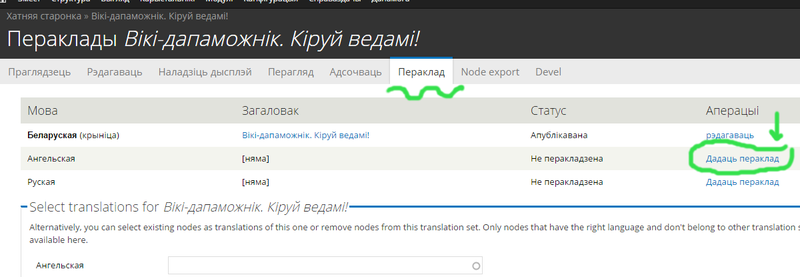 Хатняя старонка » Вікі-дапаможнік. Кіруй ведамі!
Пераклады Вікі-дапаможнік. Кіруй ведамі!
Праглядзець Рэдагаваць Наладзіць дысплэй Перагляд Адсочваць Пераклад Node export Devel
Мова Загаловак Статус Аперацыі
Беларуская (крыніца) Вікі-дапаможнік. Кіруй ведамі! Апублікавана рэдагаваць
Ангельская [няма] Не перакладзена Дадаць пераклад
Руская [няма] Не перакладзена Дадаць пераклад
Select translations for Вікі-дапаможнік. Кіруй ведамі!
Alternatively, you can select existing nodes as translations of this one or remove nodes from this translation set. Only nodes that have the right language and don't belong to other translation s
available here.
Ангельская